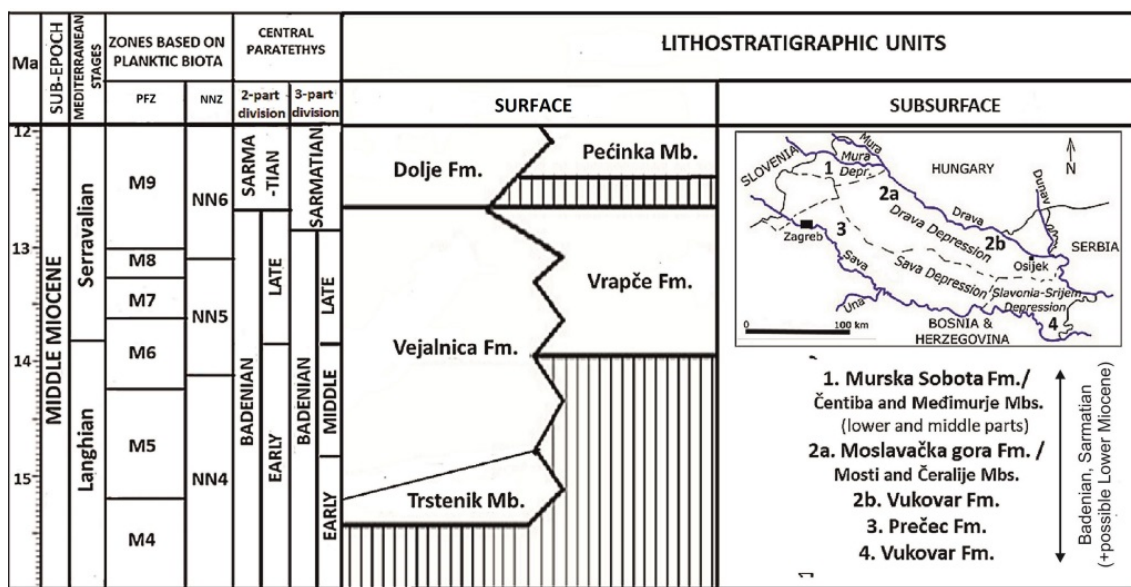 Ma
SUB-EPOCH
MEDITERRANEAN
STAGES
ZONES BASED ON
PLANKTIC BIOTA
CENTRAL
PARATETHYS
LITHOSTRATIGRAPHIC UNITS
PFZ
NNZ
2-part
division
3-part
division
SURFACE
SUBSURFACE
12
13
14
15
MIDDLE MIOCENE
Serravalian
Langhian
M9
M8
M7
M6
M5
M4
NN6
NN5
NN4
SARMA
-TIAN
BADENIAN
LATE
EARLY
SARMATIAN
BADENIAN
LATE
MIDDLE
EARLY
Dolje Fm.
Pećinka Mb.
Vrapče Fm.
Vejalnica Fm.
Trstenik Mb.
SLOVENIA
Mura
Mura
Depr.
1
HUNGARY
N
2a
Drava
Dunav
Drava Depression
2b
Zagreb
3
Osijek
SERBIA
Sava
Sava Depression
Slavonia-Srijem
Depression
Una
4
0
100 km
BOSNIA &
HERZEGOVINA
1. Murska Sobota Fm./
Čentiba and Međimurje Mbs.
(lower and middle parts)
2a. Moslavačka gora Fm. /
Mosti and Čeralije Mbs.
2b. Vukovar Fm.
3. Prečec Fm.
4. Vukovar Fm.
Badenian, Sarmatian
(+possible Lower Miocene)